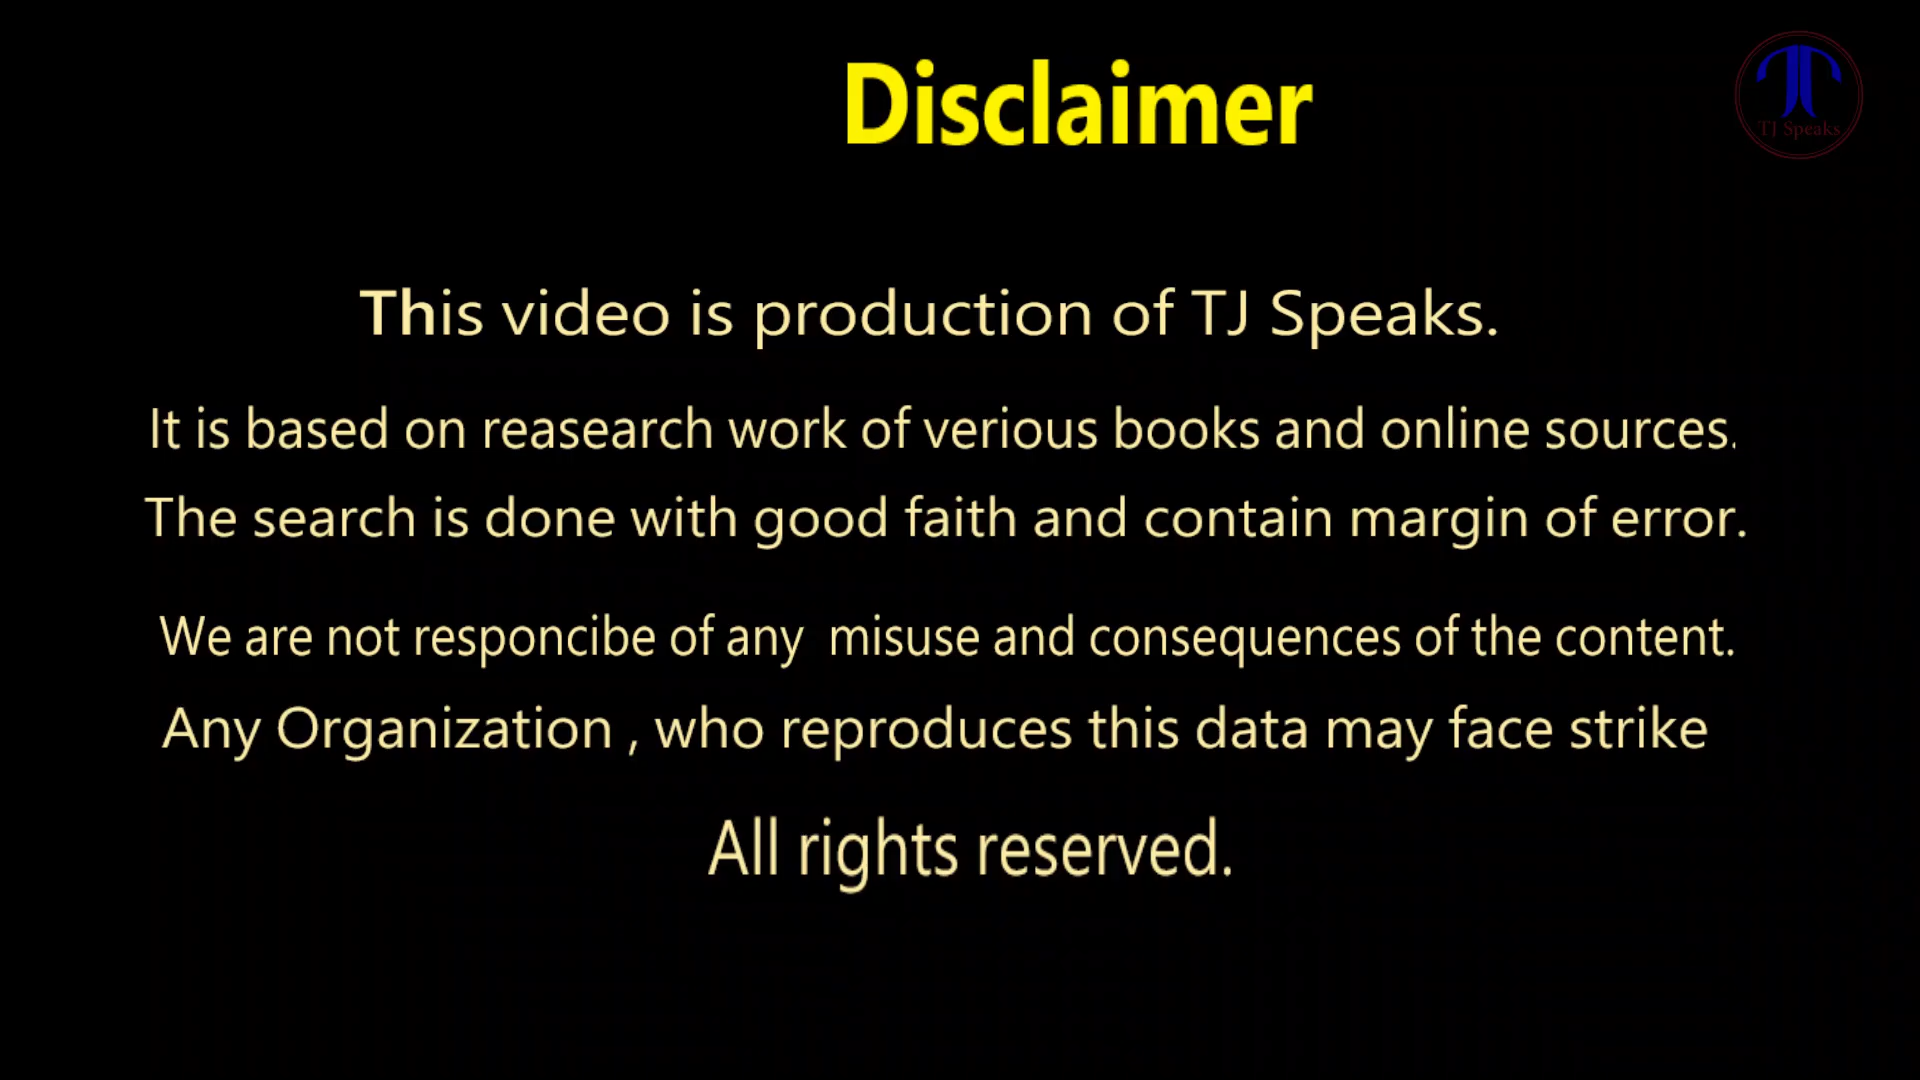 Disclaimer
TJ Speaks
This video is production of TJ Speaks.
It is based on reasearch work of verious books and online sources.
The search is done with good faith and contain margin of error.
We are not responcibe of any misuse and consequences of the content.
Any Organization , who reproduces this data may face strike
All rights reserved.